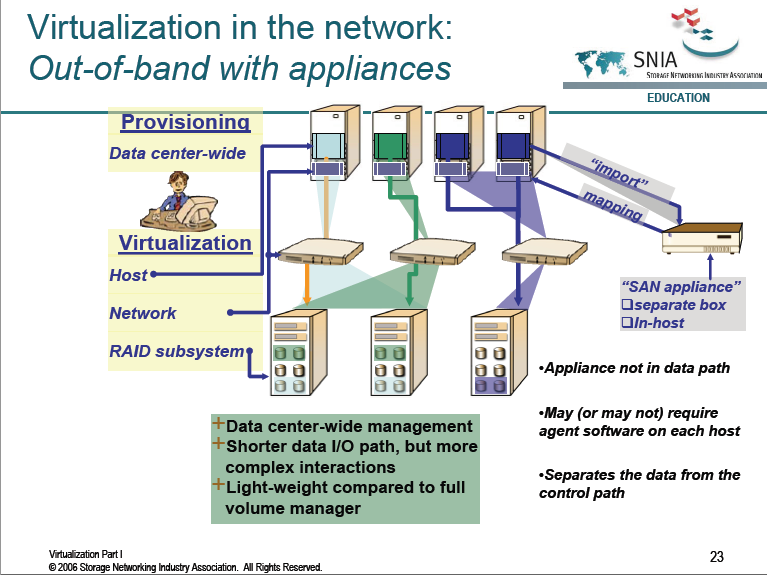 Virtualization in the network:
Out-of-band with appliances
SNIA
STORAGE NETWORKING INDUSTRY ASSOCIATION
EDUCATION
Provisioning
Data center-wide
Virtualization
Host
Network
RAID subsystem
“import”
mapping
“SAN appliance”
❑separate box
❑In-host
•Appliance not in data path
•May (or may not) require
agent software on each host
•Separates the data from the
control path
+Data center-wide management
+Shorter data I/O path, but more
complex interactions
+Light-weight compared to full
volume manager
Virtualization Part I
© 2006 Storage Networking Industry Association. All Rights Reserved.
23